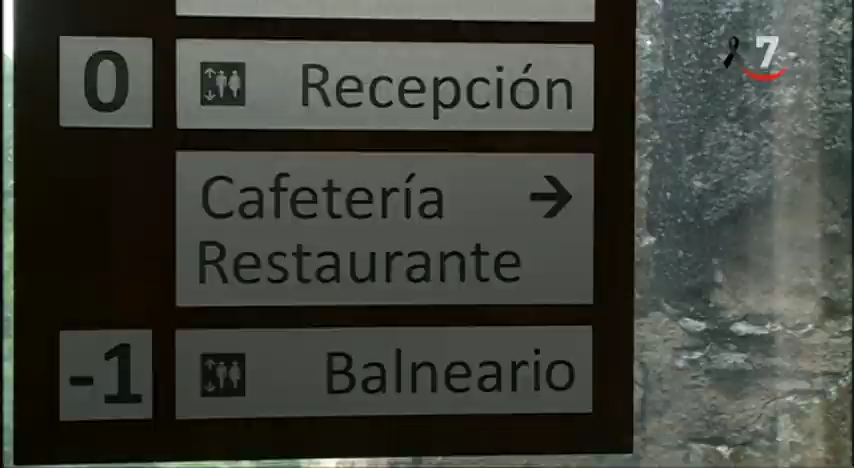 0
Recepción
Cafetería →
Restaurante
-1
Balneario
7